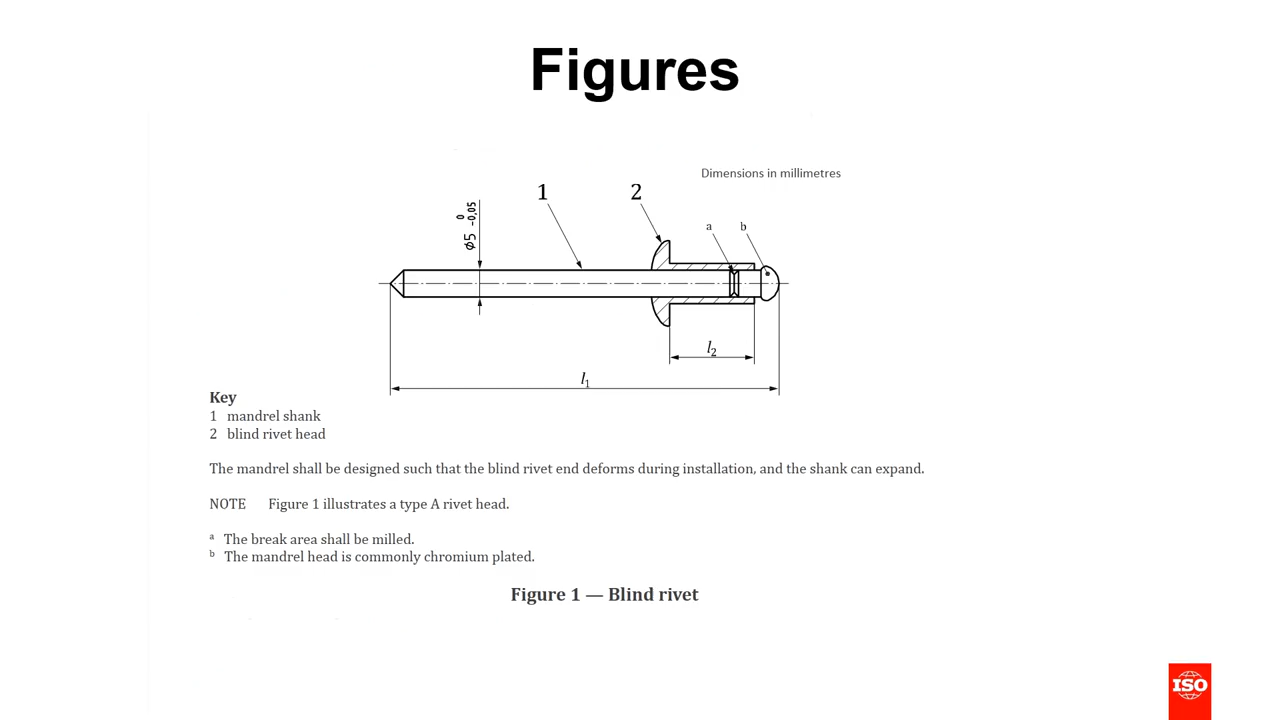 Figures
Dimensions in millimetres
1
2
a
b
⌀5 0 -0,05
l2
l1
Key
1 mandrel shank
2 blind rivet head
The mandrel shall be designed such that the blind rivet end deforms during installation, and the shank can expand.
NOTE Figure 1 illustrates a type A rivet head.
a The break area shall be milled.
b The mandrel head is commonly chromium plated.
Figure 1 — Blind rivet
ISO